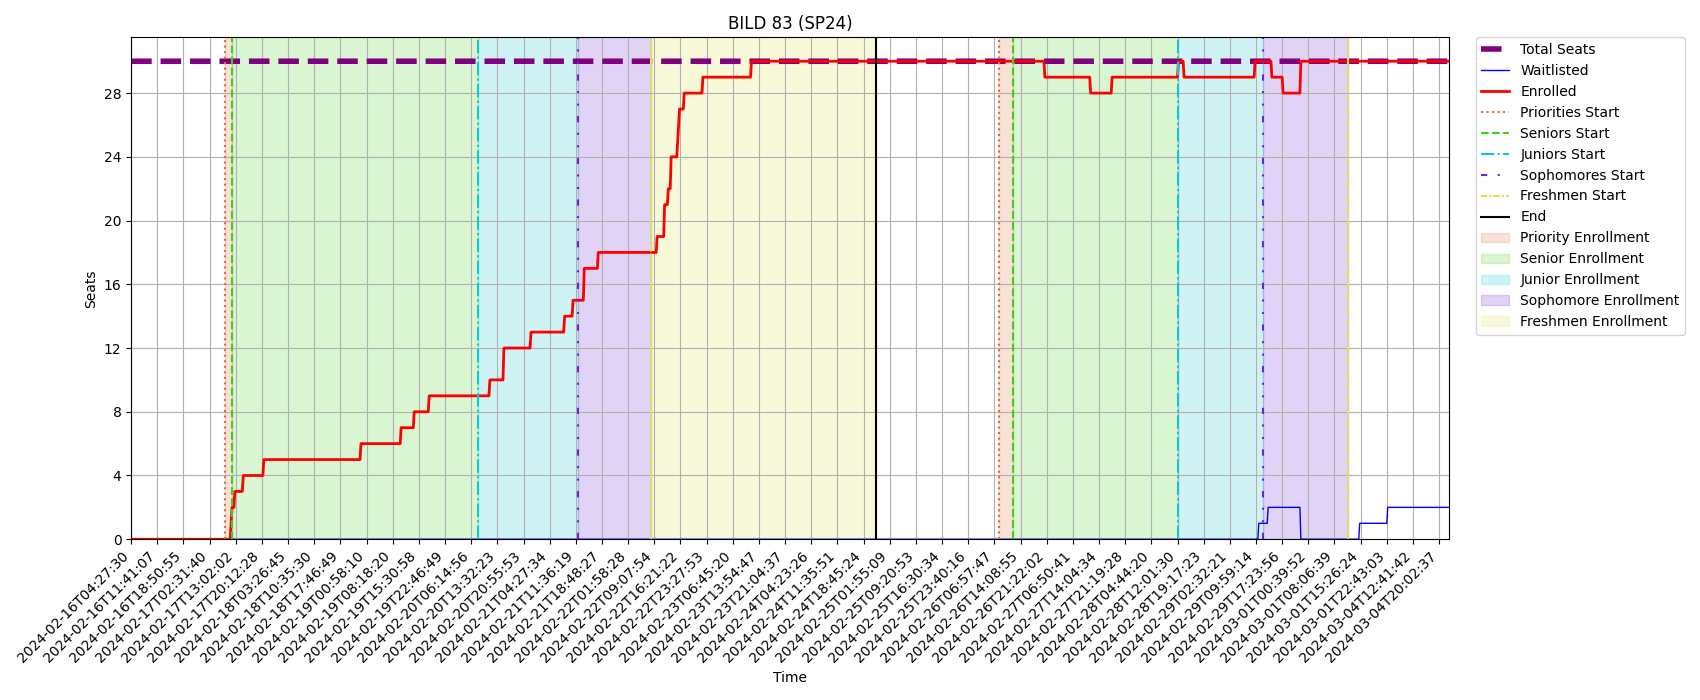 BILD 83 (SP24)
Seats
28
24
20
16
12
8
4
0
2024-02-16T04:27:30
2024-02-16T11:41:07
2024-02-16T18:50:55
2024-02-17T02:31:40
2024-02-17T13:02:02
2024-02-17T20:12:28
2024-02-18T03:26:45
2024-02-18T10:35:30
2024-02-18T17:46:49
2024-02-19T00:58:10
2024-02-19T08:18:20
2024-02-19T15:30:58
2024-02-19T22:46:49
2024-02-20T06:14:56
2024-02-20T13:32:23
2024-02-20T20:55:53
2024-02-21T04:27:34
2024-02-21T11:36:19
2024-02-21T18:48:27
2024-02-22T01:58:28
2024-02-22T09:07:54
2024-02-22T16:21:22
2024-02-22T23:27:53
2024-02-23T06:45:20
2024-02-23T13:54:47
2024-02-23T21:04:37
2024-02-24T04:23:26
2024-02-24T11:35:51
2024-02-24T18:45:24
2024-02-25T01:55:09
2024-02-25T09:20:53
2024-02-25T16:30:34
2024-02-25T23:40:16
2024-02-26T06:57:47
2024-02-26T14:08:55
2024-02-26T21:22:02
2024-02-27T06:50:41
2024-02-27T14:04:34
2024-02-27T21:19:28
2024-02-28T04:44:20
2024-02-28T12:01:30
2024-02-28T19:17:23
2024-02-29T02:32:21
2024-02-29T09:59:14
2024-02-29T17:23:56
2024-03-01T00:39:52
2024-03-01T08:06:39
2024-03-01T15:26:24
2024-03-01T22:43:03
2024-03-04T12:41:42
2024-03-04T20:02:37
Time
Total Seats
Waitlisted
Enrolled
Priorities Start
Seniors Start
Juniors Start
Sophomores Start
Freshmen Start
End
Priority Enrollment
Senior Enrollment
Junior Enrollment
Sophomore Enrollment
Freshmen Enrollment